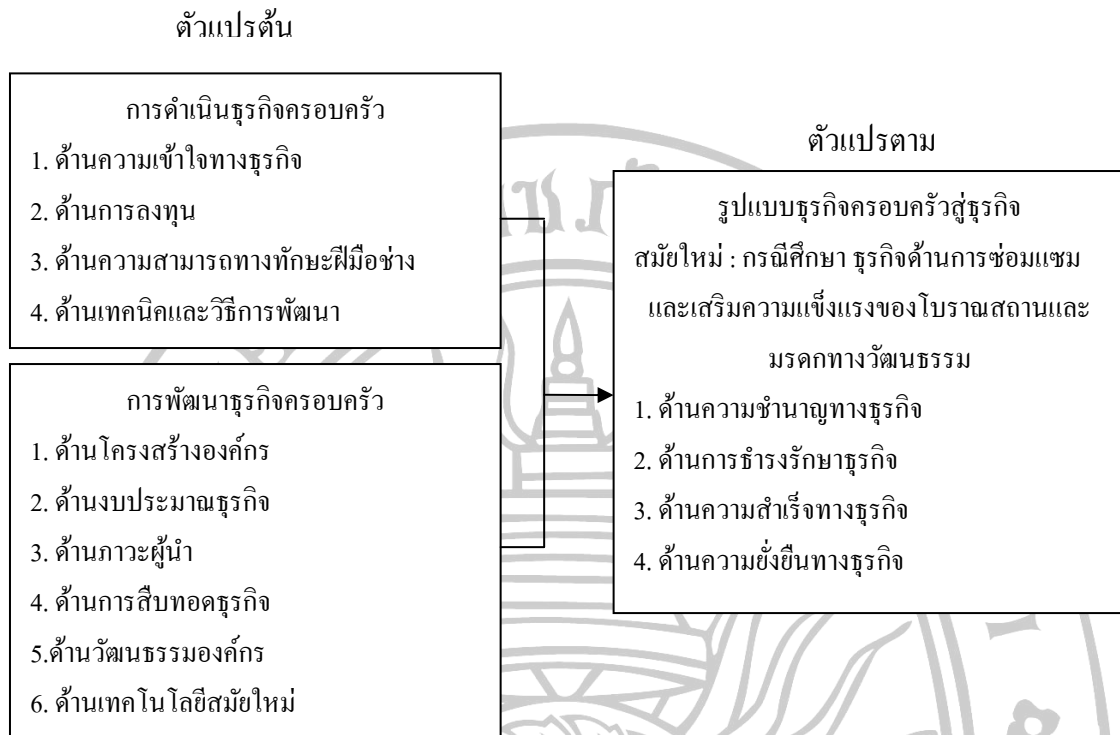 ตัวแปรต้น
การดำเนินธุรกิจครอบครัว
1. ด้านความเข้าใจทางธุรกิจ
2. ด้านการลงทุน
3. ด้านความสามารถทางทักษะฝีมือช่าง
4. ด้านเทคนิคและวิธีการพัฒนา
การพัฒนาธุรกิจครอบครัว
1. ด้านโครงสร้างองค์กร
2. ด้านงบประมาณธุรกิจ
3. ด้านภาวะผู้นำ
4. ด้านการสืบทอดธุรกิจ
5.ด้านวัฒนธรรมองค์กร
6. ด้านเทคโนโลยีสมัยใหม่
ตัวแปรตาม
รูปแบบธุรกิจครอบครัวสู่ธุรกิจ
สมัยใหม่ : กรณีศึกษา ธุรกิจด้านการซ่อมแซม
และเสริมความแข็งแรงของโบราณสถานและ
มรดกทางวัฒนธรรม
1. ด้านความชำนาญทางธุรกิจ
2. ด้านการธำรงรักษาธุรกิจ
3. ด้านความสำเร็จทางธุรกิจ
4. ด้านความยั่งยืนทางธุรกิจ